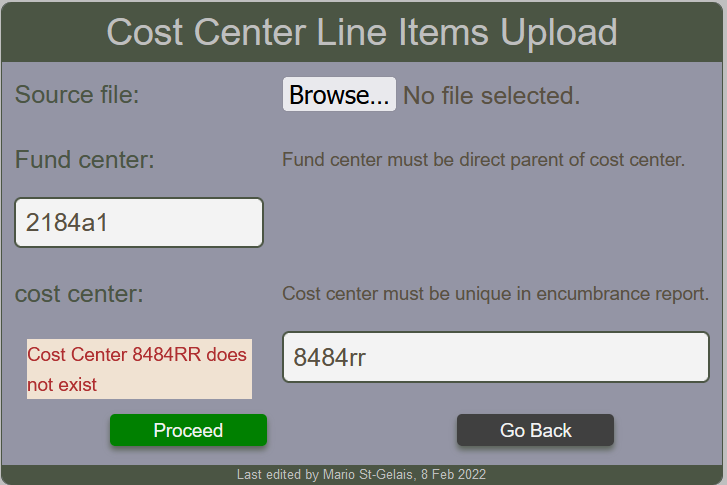 Cost Center Line Items Upload
Source file:
Browse... No file selected.
Fund center:
Fund center must be direct parent of cost center.
2184a1
cost center:
Cost center must be unique in encumbrance report.
Cost Center 8484RR does
not exist
8484rr
Proceed
Go Back
Last edited by Mario St-Gelais, 8 Feb 2022